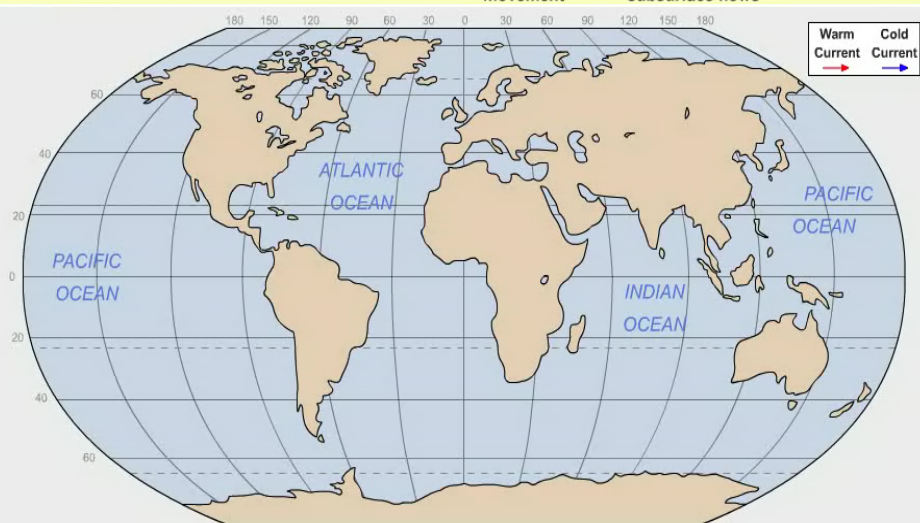 180 150 120 90 60 30 0 30 60 90 120 150 180
Warm Cold
Current Current
60
40
ATLANTIC
OCEAN
PACIFIC
OCEAN
20
PACIFIC
OCEAN
0
INDIAN
OCEAN
20
40
60